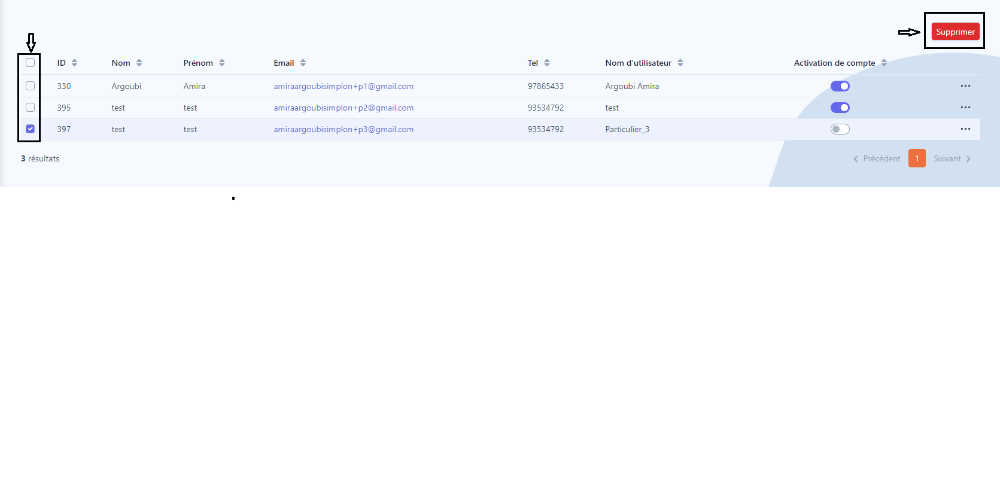 Supprimer
ID Nom Prénom Email Tel Nom d'utilisateur Activation de compte
330 Argoubi Amira amiraargoubisimplon+p1@gmail.com 97865433 Argoubi Amira ...
395 test test amiraargoubisimplon+p2@gmail.com 93534792 test ...
397 test test amiraargoubisimplon+p3@gmail.com 93534792 Particulier_3 ...
3 résultats Précédent 1 Suivant